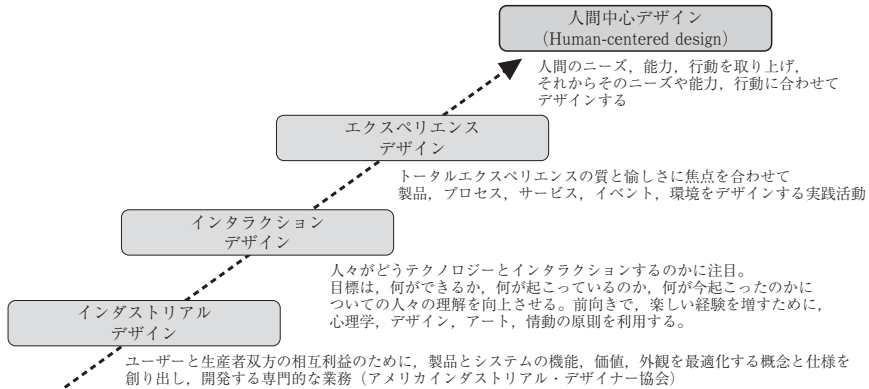 人間中心デザイン
(Human-centered design)
人間のニーズ，能力，行動を取り上げ，
それからそのニーズや能力，行動に合わせて
デザインする
エクスペリエンス
デザイン
トータルエクスペリエンスの質と愉しさに焦点を合わせて
製品，プロセス，サービス，イベント，環境をデザインする実践活動
インタラクション
デザイン
人々がどうテクノロジーとインタラクションするのかに注目。
目標は，何ができるか，何が起こっているのか，何が今起こったのかに
ついての人々の理解を向上させる。前向きで，楽しい経験を増すために，
心理学，デザイン，アート，情動の原則を利用する。
インダストリアル
デザイン
ユーザーと生産者双方の相互利益のために，製品とシステムの機能，価値，外観を最適化する概念と仕様を
創り出し，開発する専門的な業務（アメリカインダストリアル・デザイナー協会）